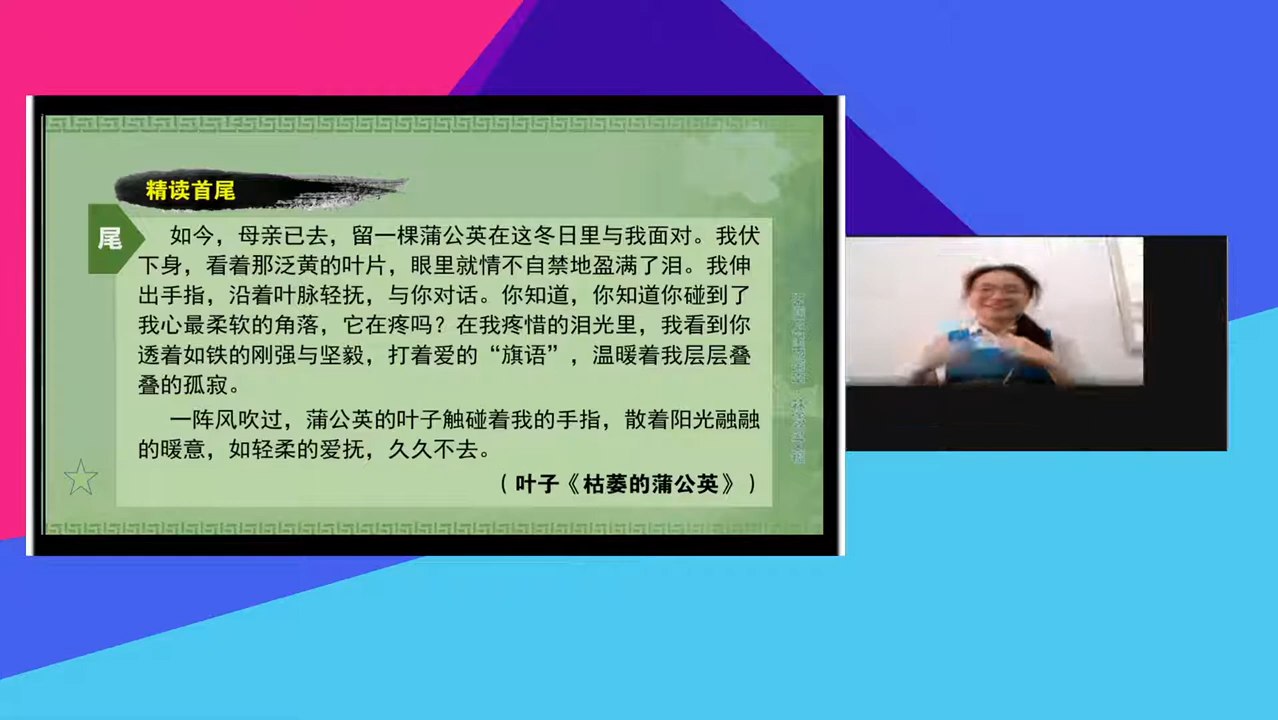 精读首尾
尾
如今，母亲已去，留一棵蒲公英在这冬日里与我面对。我伏
下身，看着那泛黄的叶片，眼里就情不自禁地盈满了泪。我伸
出手指，沿着叶脉轻抚，与你对话。你知道，你知道你碰到了
我心最柔软的角落，它在疼吗？在我疼惜的泪光里，我看到你
透着如铁的刚强与坚毅，打着爱的“旗语”，温暖着我层层叠
叠的孤寂。
一阵风吹过，蒲公英的叶子触碰着我的手指，散着阳光融融
的暖意，如轻柔的爱抚，久久不去。
（叶子《枯萎的蒲公英》）